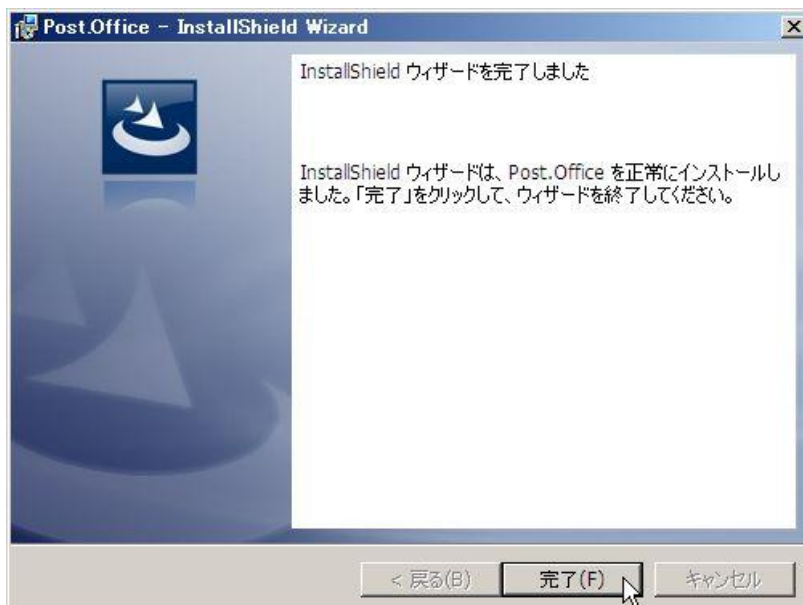 Post.Office - InstallShield Wizard
InstallShield ウィザードを完了しました
InstallShield ウィザードは、Post.Office を正常にインストールし
ました。「完了」をクリックして、ウィザードを終了してください。
< 戻る(B) 完了(F) キャンセル